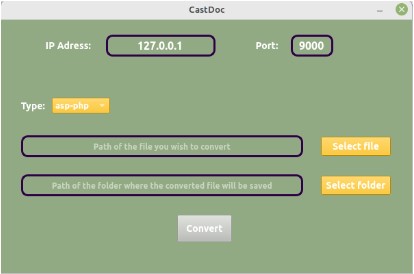 CastDoc
IP Adress: 127.0.0.1 Port: 9000
Type: asp-php
Path of the file you wish to convert Select file
Path of the folder where the converted file will be saved Select folder
Convert